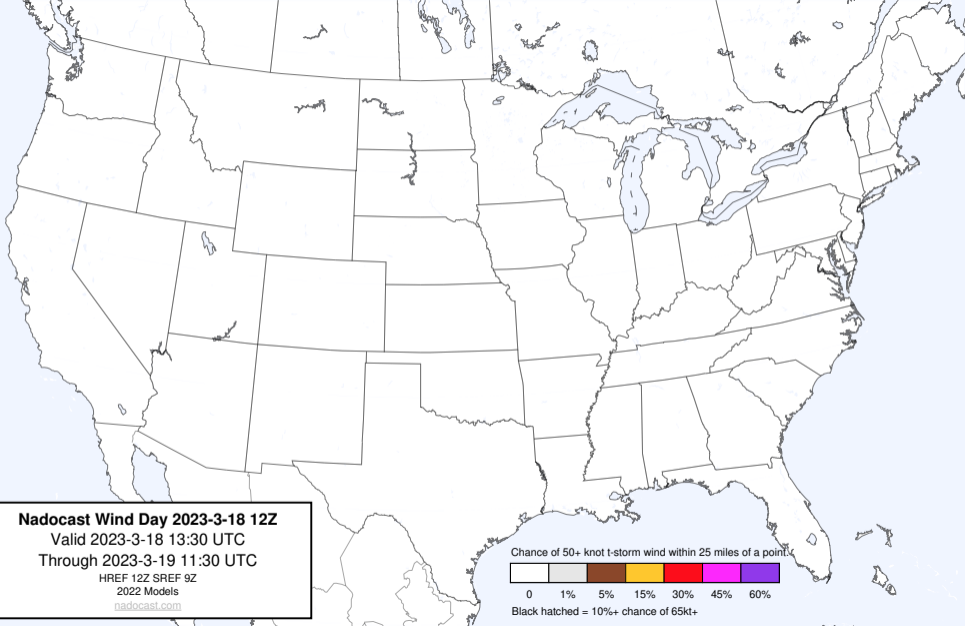 Nadocast Wind Day 2023-3-18 12Z
Valid 2023-3-18 13:30 UTC
Through 2023-3-19 11:30 UTC
HREF 12Z SREF 9Z
2022 Models
nadocast.com
Chance of 50+ knot t-storm wind within 25 miles of a point.
0 1% 5% 15% 30% 45% 60%
Black hatched = 10%+ chance of 65kt+